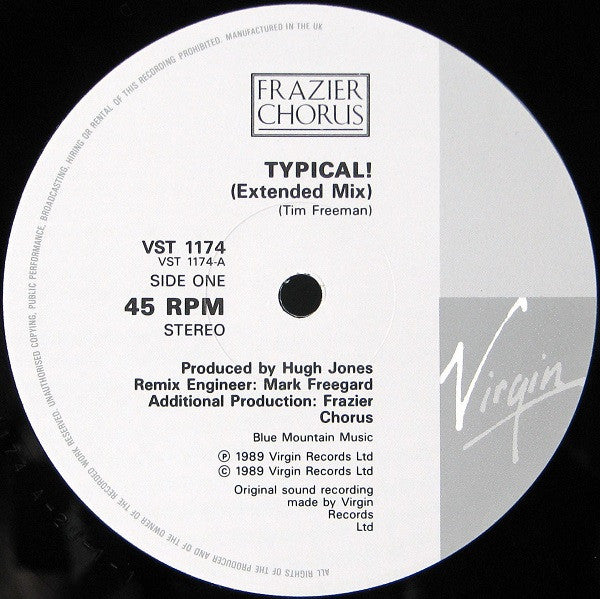 FRAZIER
CHORUS
TYPICAL!
(Extended Mix)
(Tim Freeman)
VST 1174
VST 1174-A
SIDE ONE
45 RPM
STEREO
Produced by Hugh Jones
Remix Engineer: Mark Freegard
Additional Production: Frazier
Chorus
Blue Mountain Music
℗ 1989 Virgin Records Ltd
© 1989 Virgin Records Ltd
Original sound recording
made by Virgin
Records
Ltd
Virgin
ALL RIGHTS OF THE PRODUCER AND OF THE OWNER OF THE RECORDED WORK RESERVED. UNAUTHORISED COPYING, PUBLIC PERFORMANCE, BROADCASTING, HIRING OR RENTAL OF THIS RECORDING PROHIBITED. MANUFACTURED IN THE UK